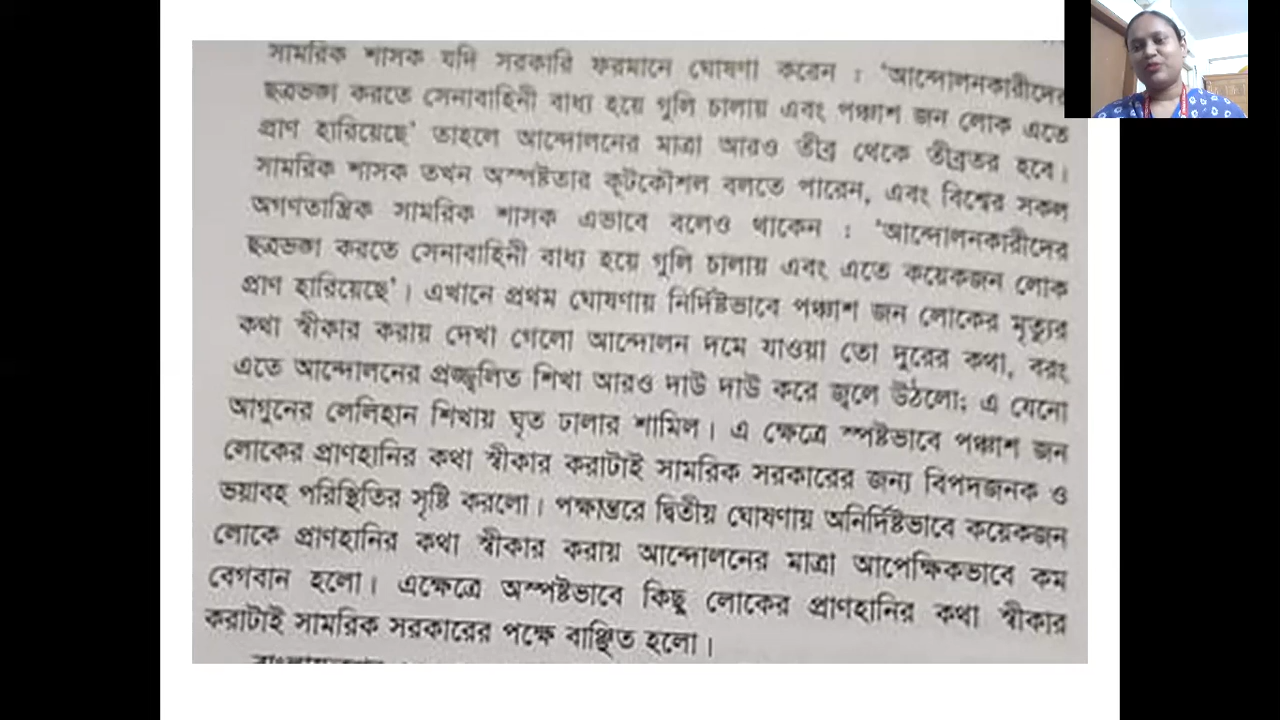 সামরিক শাসক যদি সরকারি ফরমানে ঘোষণা করেন : 'আন্দোলনকারীদের
ছত্রভঙ্গ করতে সেনাবাহিনী বাধ্য হয়ে গুলি চালায় এবং পঞ্চাশ জন লোক এতে
প্রাণ হারিয়েছে' তাহলে আন্দোলনের মাত্রা আরও তীব্র থেকে তীব্রতর হবে।
সামরিক শাসক তখন অস্পষ্টতার কূটকৌশল বলতে পারেন, এবং বিশ্বের সকল
অগণতান্ত্রিক সামরিক শাসক এভাবে বলেও থাকেন : 'আন্দোলনকারীদের
ছত্রভঙ্গ করতে সেনাবাহিনী বাধ্য হয়ে গুলি চালায় এবং এতে কয়েকজন লোক
প্রাণ হারিয়েছে'। এখানে প্রথম ঘোষণায় নির্দিষ্টভাবে পঞ্চাশ জন লোকের মৃত্যুর
কথা স্বীকার করায় দেখা গেলো আন্দোলন দমে যাওয়া তো দুরের কথা, বরং
এতে আন্দোলনের প্রজ্জ্বলিত শিখা আরও দাউ দাউ করে জ্বলে উঠলো; এ যেনো
আগুনের লেলিহান শিখায় ঘৃত ঢালার শামিল। এ ক্ষেত্রে স্পষ্টভাবে পঞ্চাশ জন
লোকের প্রাণহানির কথা স্বীকার করাটাই সামরিক সরকারের জন্য বিপদজনক ও
ভয়াবহ পরিস্থিতির সৃষ্টি করলো। পক্ষান্তরে দ্বিতীয় ঘোষণায় অনির্দিষ্টভাবে কয়েকজন
লোকে প্রাণহানির কথা স্বীকার করায় আন্দোলনের মাত্রা আপেক্ষিকভাবে কম
বেগবান হলো। এক্ষেত্রে অস্পষ্টভাবে কিছু লোকের প্রাণহানির কথা স্বীকার
করাটাই সামরিক সরকারের পক্ষে বাঞ্ছিত হলো।